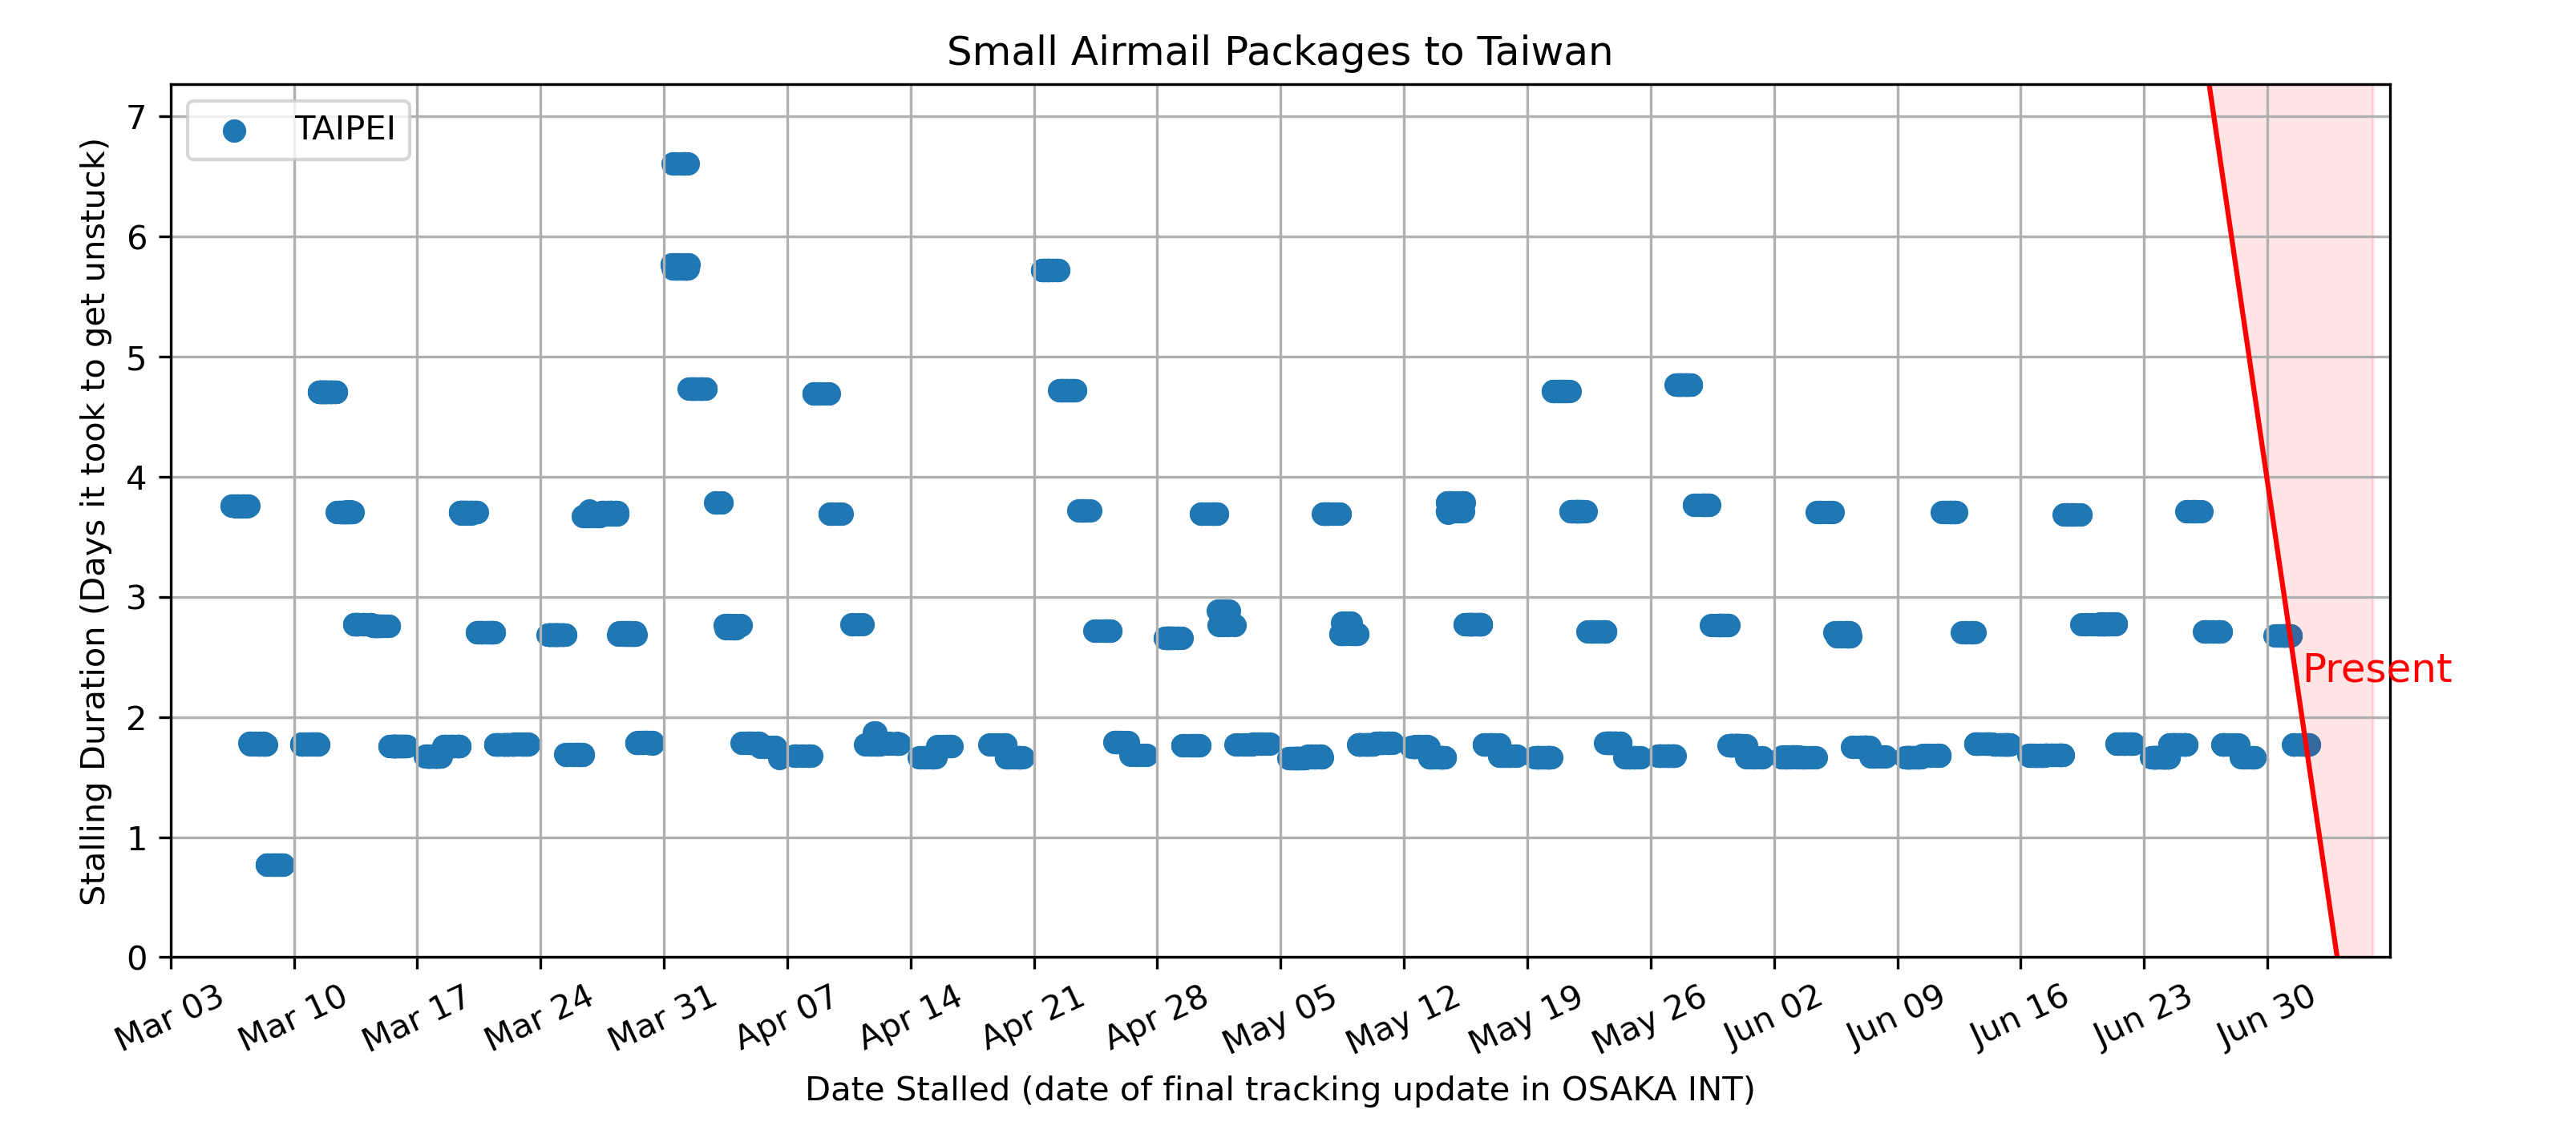 Small Airmail Packages to Taiwan
TAIPEI
Stalling Duration (Days it took to get unstuck)
7
6
5
4
3
2
1
0
Present
Mar 03
Mar 10
Mar 17
Mar 24
Mar 31
Apr 07
Apr 14
Apr 21
Apr 28
May 05
May 12
May 19
May 26
Jun 02
Jun 09
Jun 16
Jun 23
Jun 30
Date Stalled (date of final tracking update in OSAKA INT)